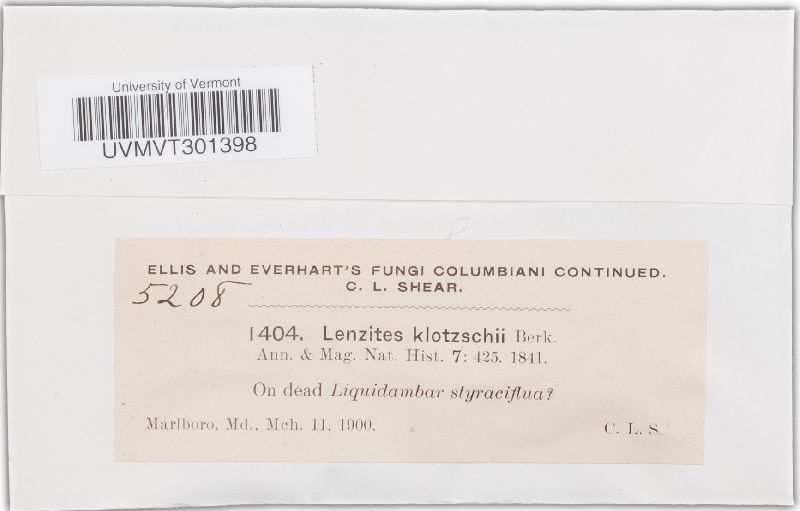 University of Vermont
UVMVT301398
ELLIS AND EVERHART'S FUNGI COLUMBIANI CONTINUED.
C. L. SHEAR.
5208
1404. Lenzites klotzschii Berk.
Ann. & Mag. Nat. Hist. 7: 425. 1841.
On dead Liquidambar styraciflua?
Marlboro, Md., Mch. 11, 1900. C. L. S.